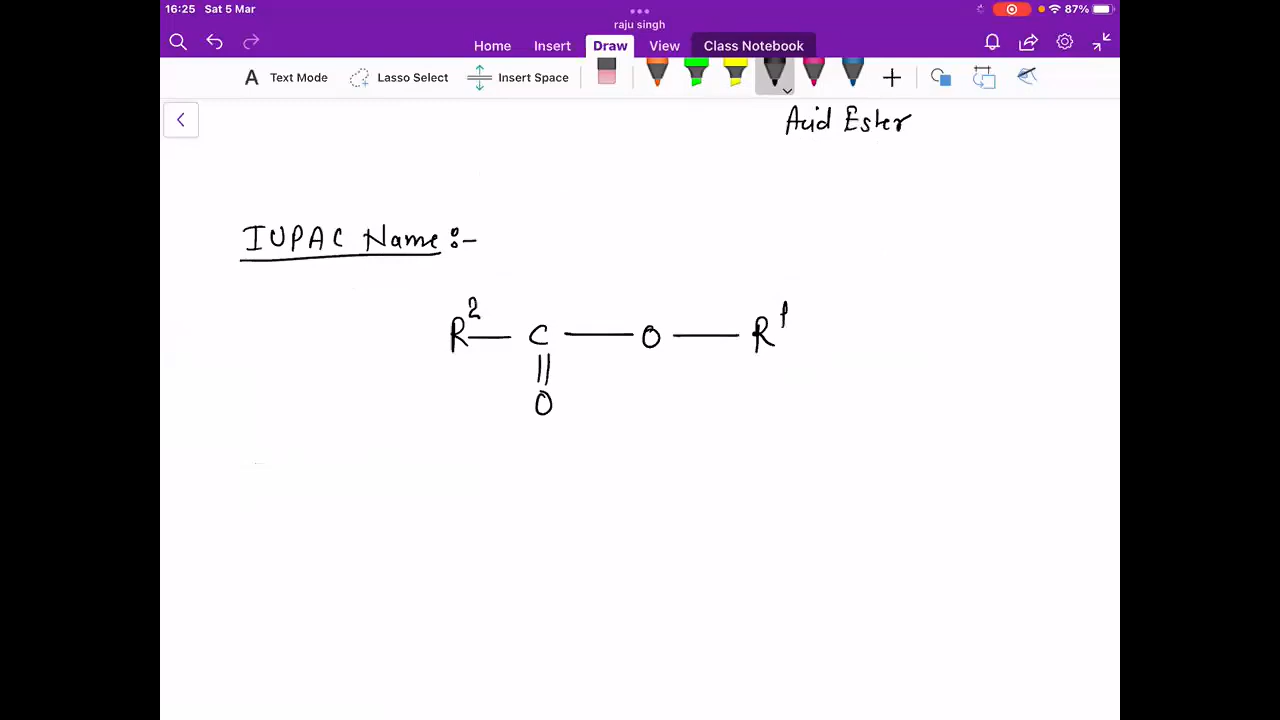 16:25 Sat 5 Mar
87%
raju singh
Home Insert Draw View Class Notebook
A Text Mode Lasso Select Insert Space
Acid Ester
IUPAC Name :-
R2 — C — O — R1
||
O